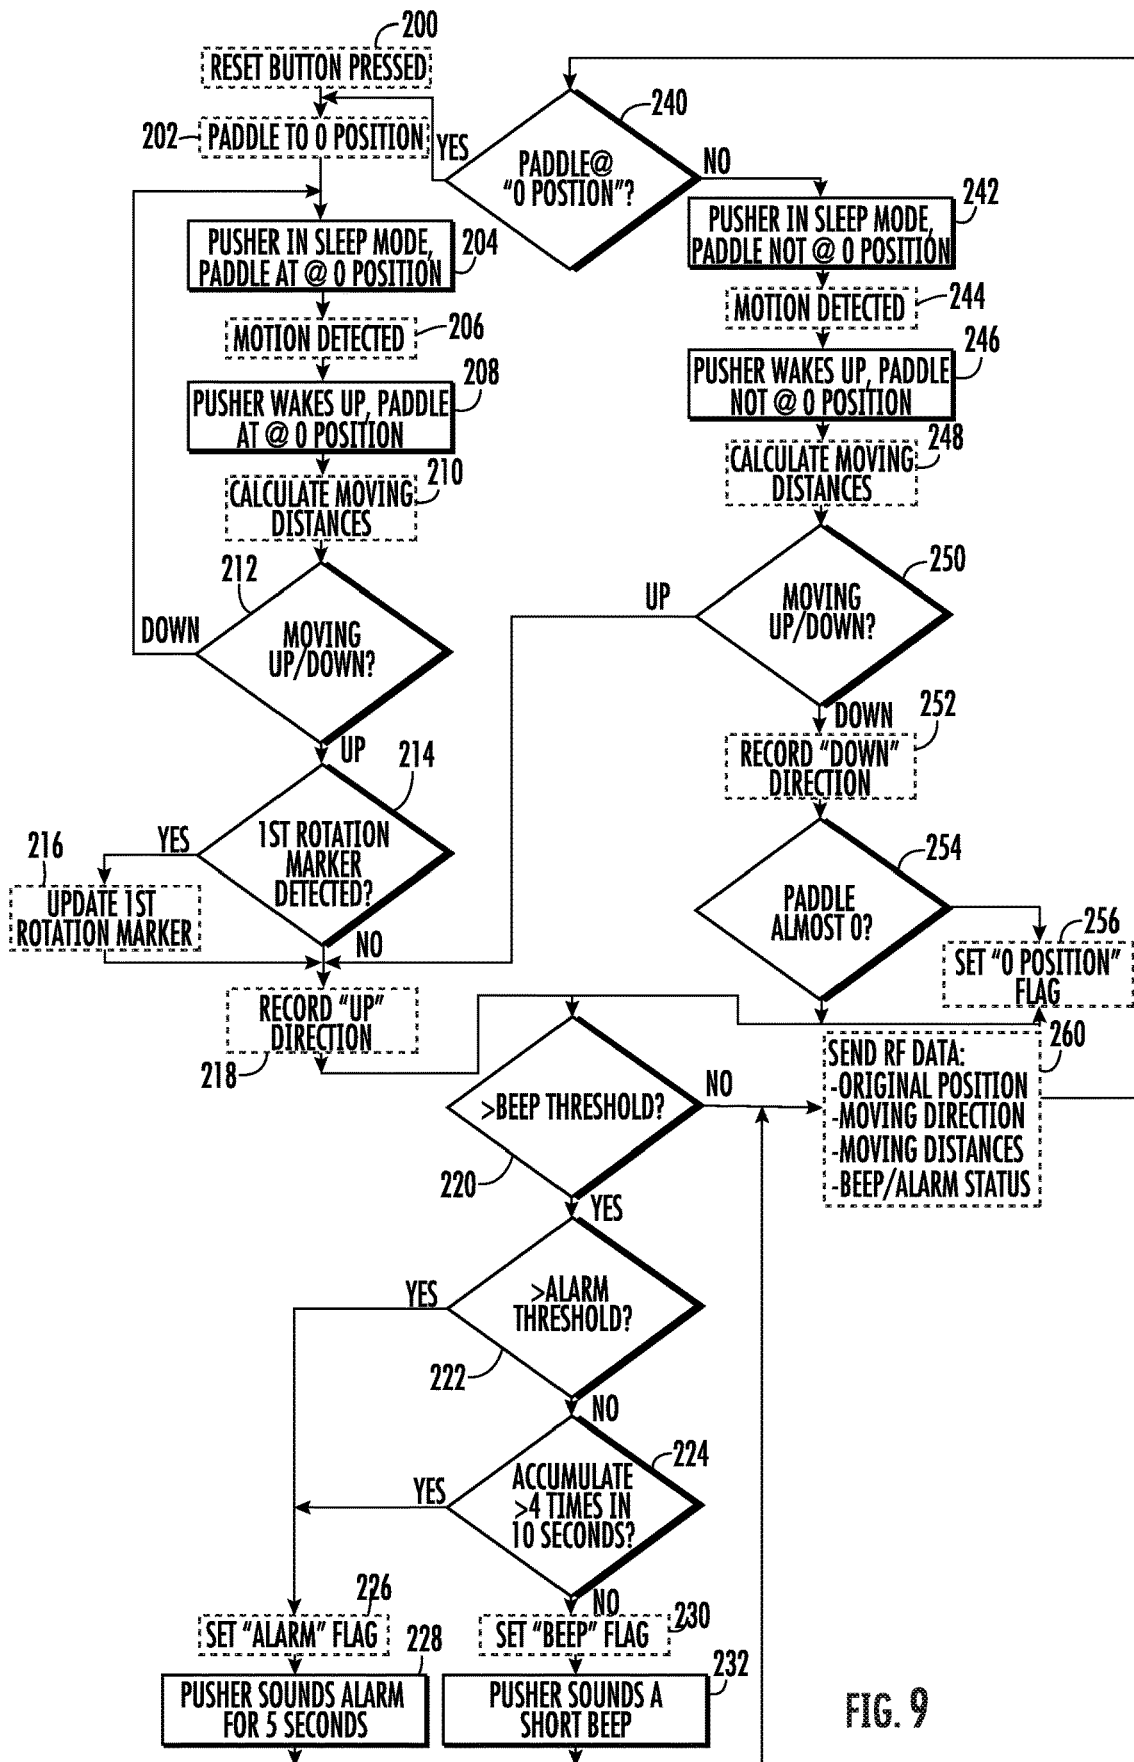 200
RESET BUTTON PRESSED
202
PADDLE TO 0 POSITION
YES
240
PADDLE@
"0 POSTION"?
NO
242
PUSHER IN SLEEP MODE,
PADDLE NOT @ 0 POSITION
204
PUSHER IN SLEEP MODE,
PADDLE AT @ 0 POSITION
244
MOTION DETECTED
206
MOTION DETECTED
246
PUSHER WAKES UP, PADDLE
NOT @ 0 POSITION
208
PUSHER WAKES UP, PADDLE
AT @ 0 POSITION
248
CALCULATE MOVING
DISTANCES
210
CALCULATE MOVING
DISTANCES
212
MOVING
UP/DOWN?
DOWN
UP
250
MOVING
UP/DOWN?
UP
DOWN
252
RECORD "DOWN"
DIRECTION
214
1ST ROTATION
MARKER
DETECTED?
YES
NO
216
UPDATE 1ST
ROTATION MARKER
254
PADDLE
ALMOST 0?
256
SET "0 POSITION"
FLAG
RECORD "UP"
DIRECTION
218
260
SEND RF DATA:
-ORIGINAL POSITION
-MOVING DIRECTION
-MOVING DISTANCES
-BEEP/ALARM STATUS
>BEEP THRESHOLD?
NO
220
YES
>ALARM
THRESHOLD?
YES
222
NO
224
ACCUMULATE
>4 TIMES IN
10 SECONDS?
YES
NO
226
SET "ALARM" FLAG
230
SET "BEEP" FLAG
228
PUSHER SOUNDS ALARM
FOR 5 SECONDS
232
PUSHER SOUNDS A
SHORT BEEP
FIG. 9